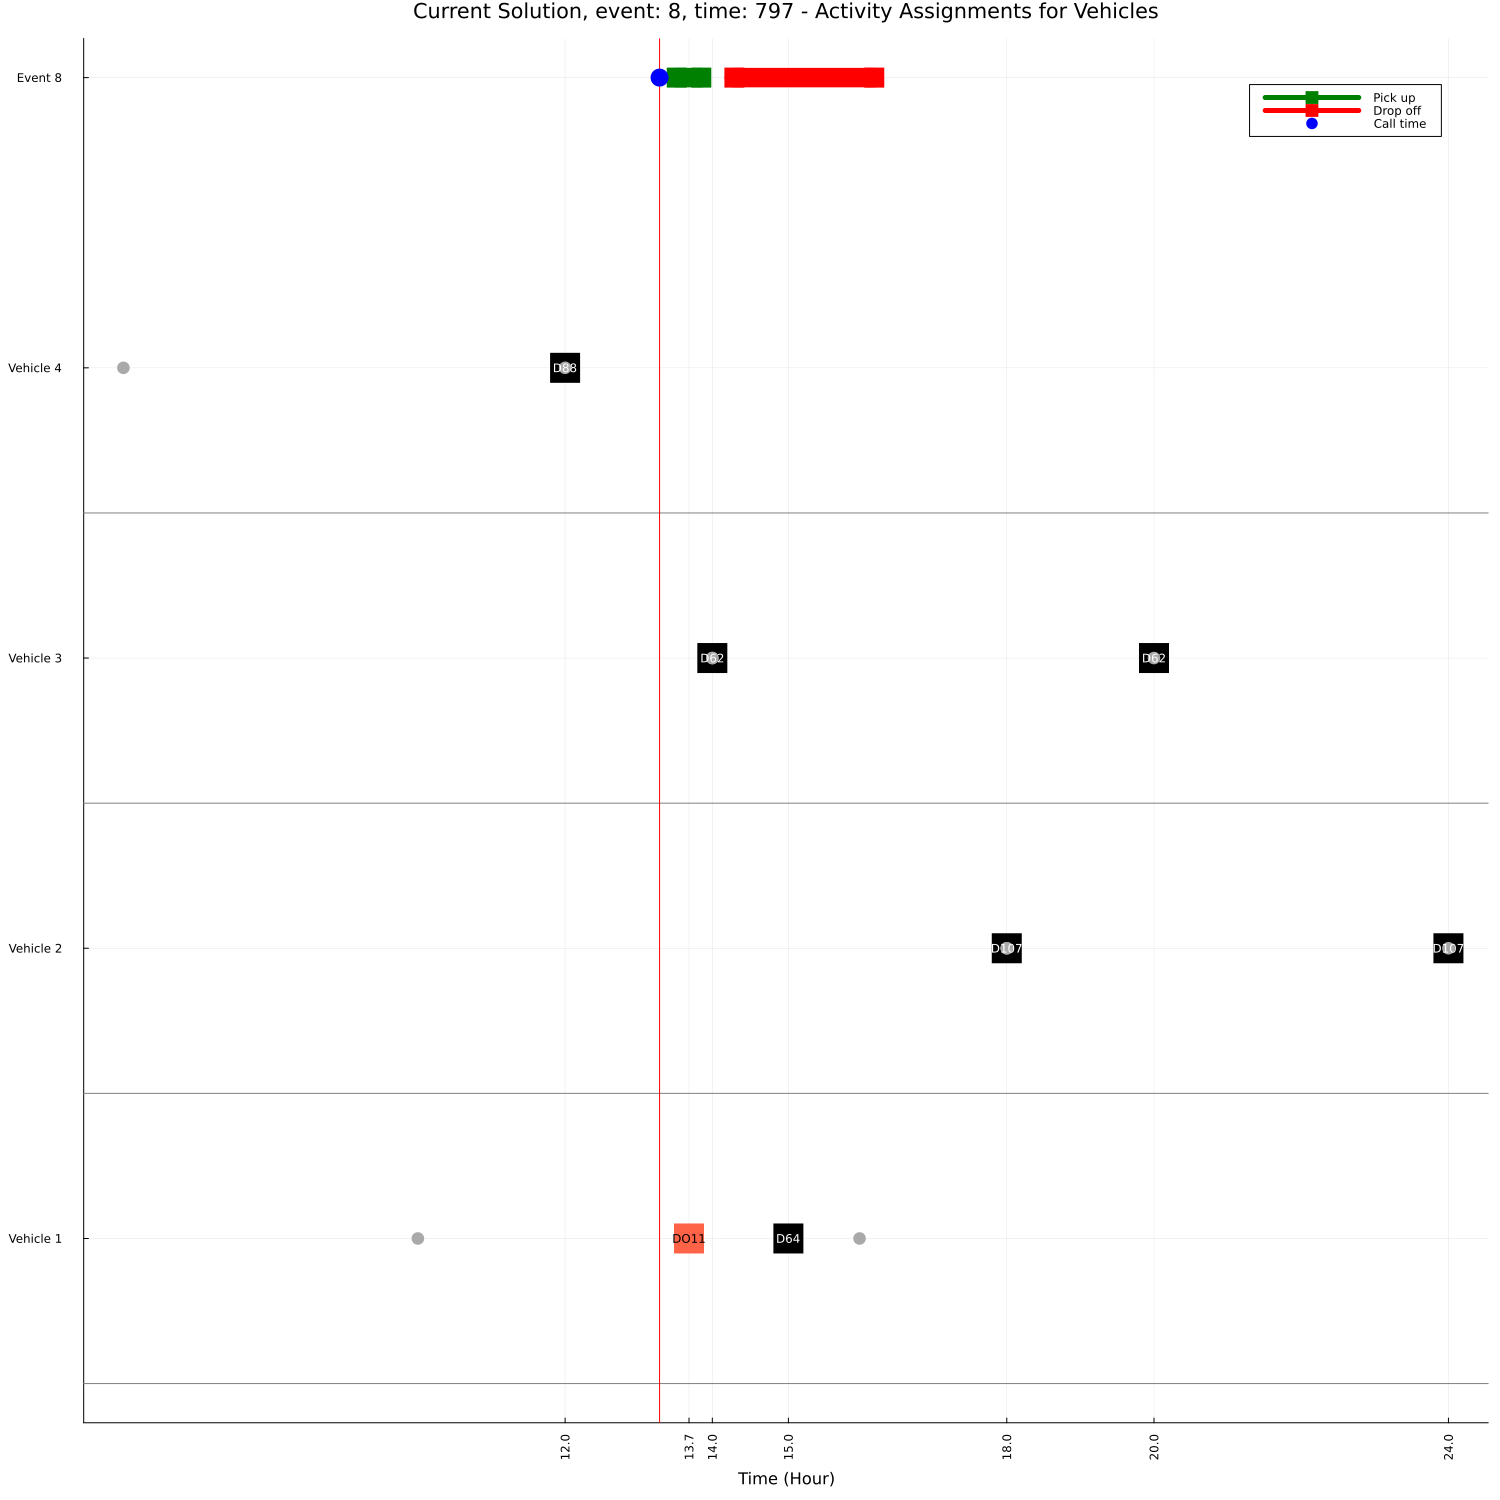 Current Solution, event: 8, time: 797 - Activity Assignments for Vehicles
Event 8
Pick up
Drop off
Call time
Vehicle 4
D88
Vehicle 3
D62
D62
Vehicle 2
D107
D107
Vehicle 1
DO11
D64
12.0
13.7
14.0
15.0
18.0
20.0
24.0
Time (Hour)